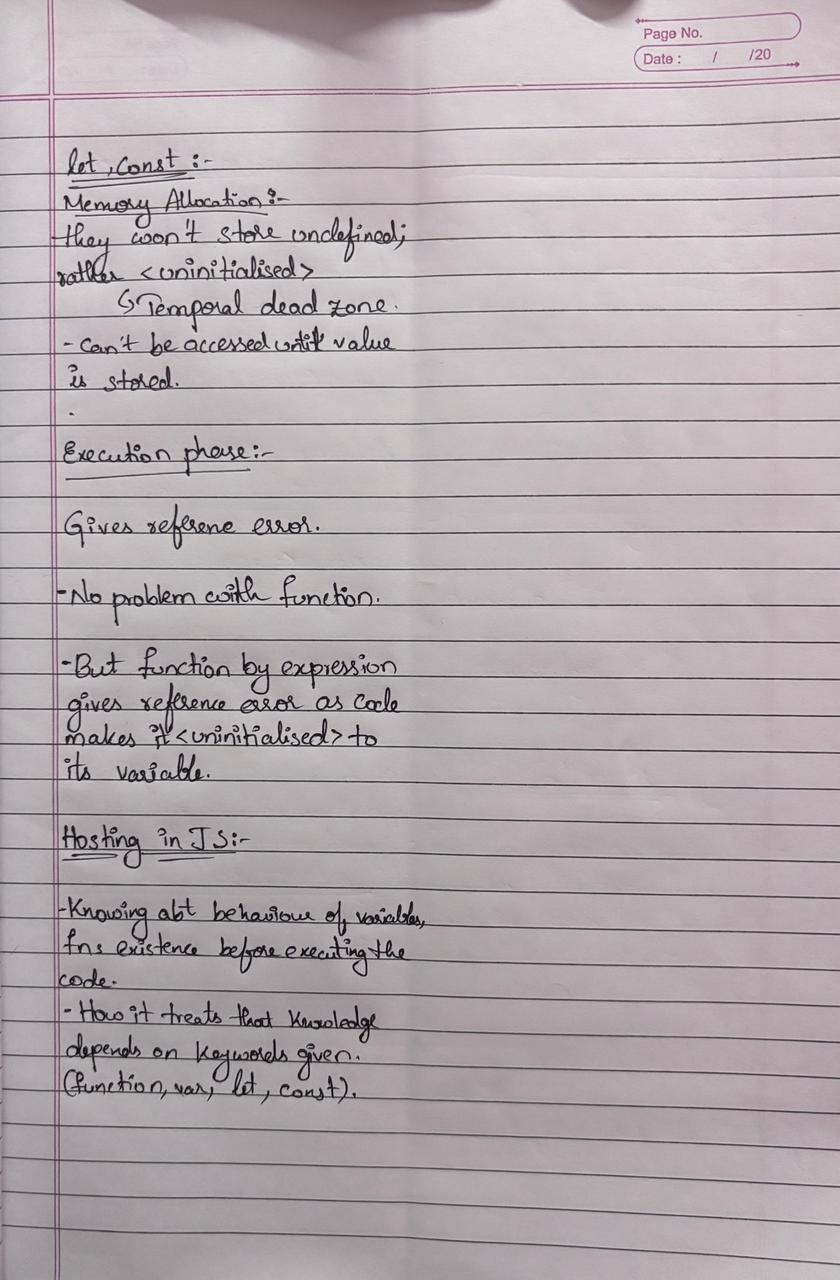 Page No.
Date : / /20
let, const :-
Memory Allocation :-
they won't store undefined;
rather <uninitialised>
↳ Temporal dead zone.
- Can't be accessed until value
is stored.
Execution phase:-
Gives referene error.
- No problem with function.
- But function by expression
gives reference error as code
makes it <uninitialised> to
its variable.
Hosting in JS:-
- Knowing abt behaviour of variables,
fns existence before executing the
code.
- How it treats that knowledge
depends on keywords given.
(function, var, let, const).